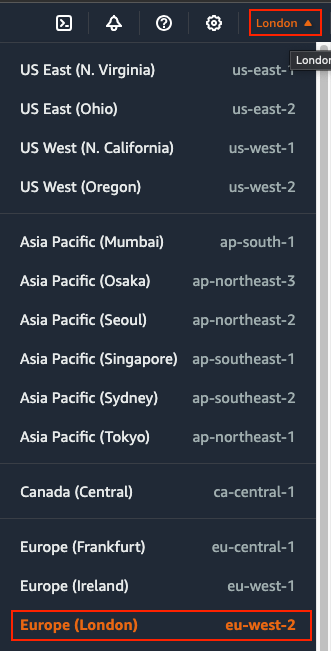 London ▲
London
US East (N. Virginia) us-east-1
US East (Ohio) us-east-2
US West (N. California) us-west-1
US West (Oregon) us-west-2
Asia Pacific (Mumbai) ap-south-1
Asia Pacific (Osaka) ap-northeast-3
Asia Pacific (Seoul) ap-northeast-2
Asia Pacific (Singapore) ap-southeast-1
Asia Pacific (Sydney) ap-southeast-2
Asia Pacific (Tokyo) ap-northeast-1
Canada (Central) ca-central-1
Europe (Frankfurt) eu-central-1
Europe (Ireland) eu-west-1
Europe (London) eu-west-2